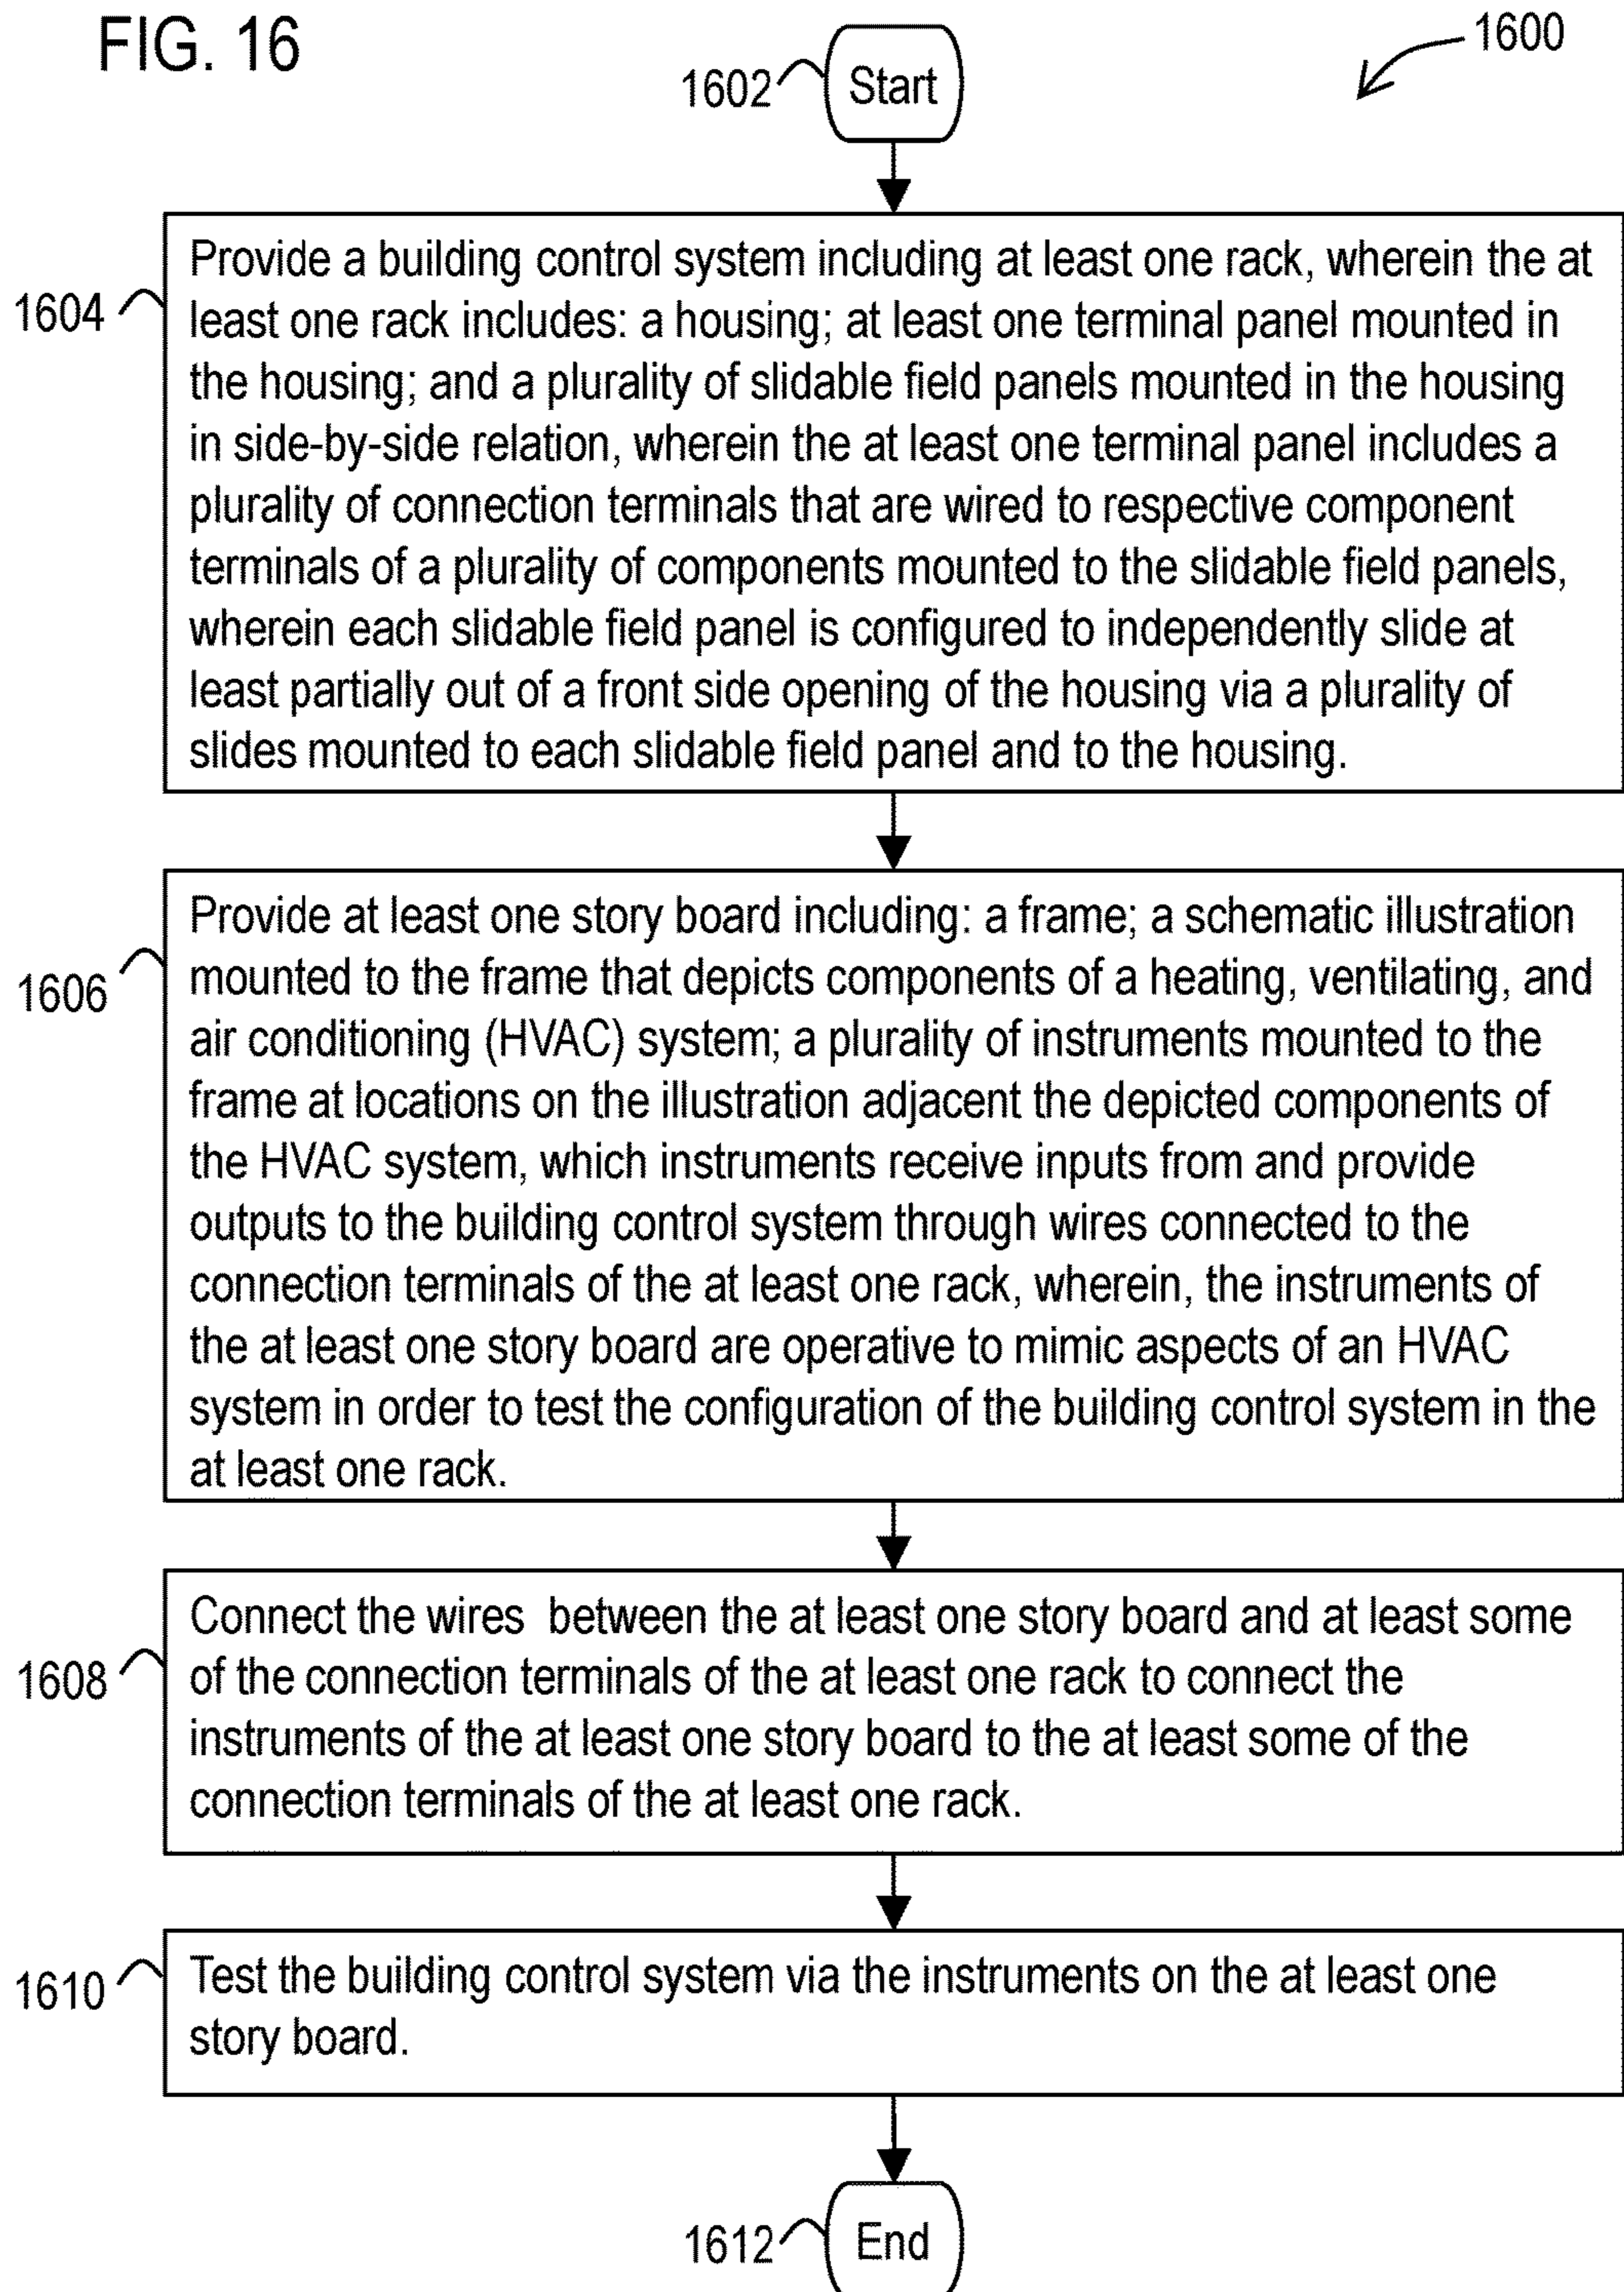 FIG. 16
1600
1602
Start
1604
Provide a building control system including at least one rack, wherein the at
least one rack includes: a housing; at least one terminal panel mounted in
the housing; and a plurality of slidable field panels mounted in the housing
in side-by-side relation, wherein the at least one terminal panel includes a
plurality of connection terminals that are wired to respective component
terminals of a plurality of components mounted to the slidable field panels,
wherein each slidable field panel is configured to independently slide at
least partially out of a front side opening of the housing via a plurality of
slides mounted to each slidable field panel and to the housing.
1606
Provide at least one story board including: a frame; a schematic illustration
mounted to the frame that depicts components of a heating, ventilating, and
air conditioning (HVAC) system; a plurality of instruments mounted to the
frame at locations on the illustration adjacent the depicted components of
the HVAC system, which instruments receive inputs from and provide
outputs to the building control system through wires connected to the
connection terminals of the at least one rack, wherein, the instruments of
the at least one story board are operative to mimic aspects of an HVAC
system in order to test the configuration of the building control system in the
at least one rack.
1608
Connect the wires between the at least one story board and at least some
of the connection terminals of the at least one rack to connect the
instruments of the at least one story board to the at least some of the
connection terminals of the at least one rack.
1610
Test the building control system via the instruments on the at least one
story board.
1612
End